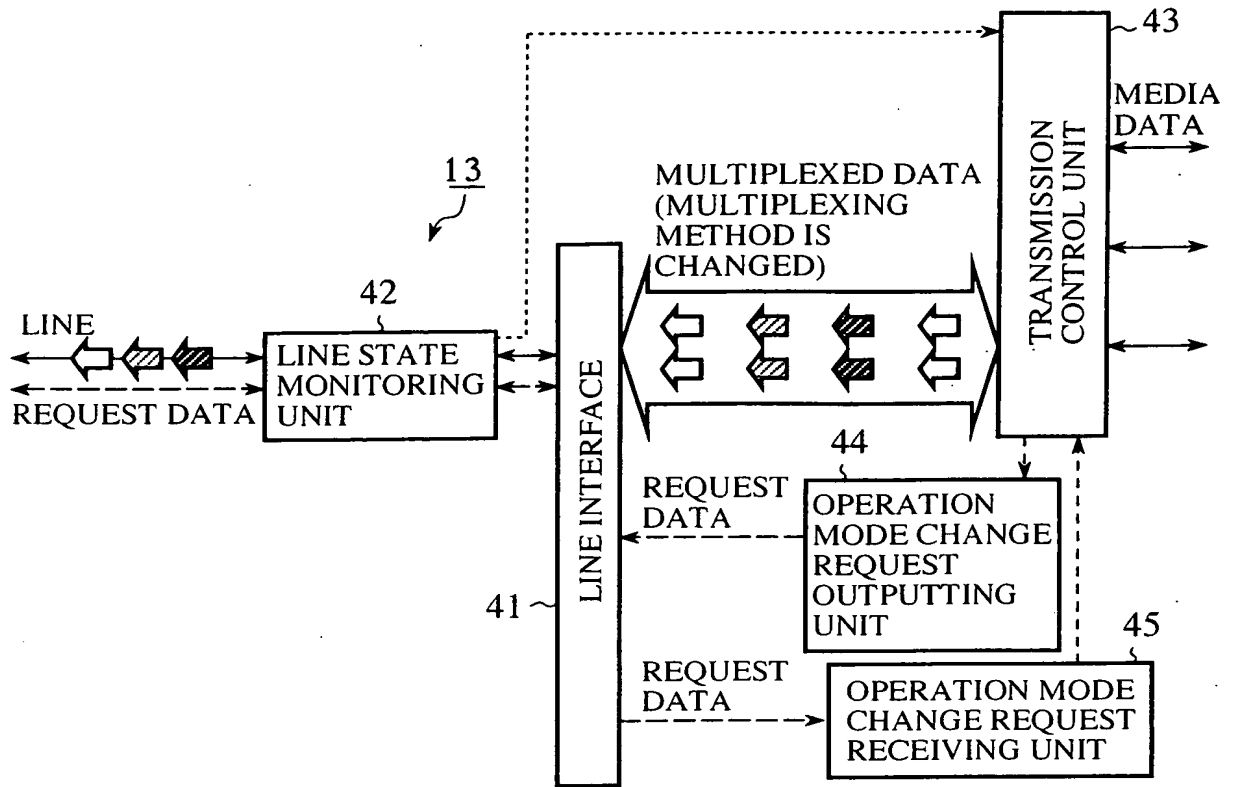 43
MEDIA
DATA
TRANSMISSION
CONTROL UNIT
13
MULTIPLEXED DATA
(MULTIPLEXING
METHOD IS
CHANGED)
42
LINE
LINE STATE
MONITORING
UNIT
REQUEST DATA
LINE INTERFACE
41
44
REQUEST
DATA
OPERATION
MODE CHANGE
REQUEST
OUTPUTTING
UNIT
45
REQUEST
DATA
OPERATION MODE
CHANGE REQUEST
RECEIVING UNIT